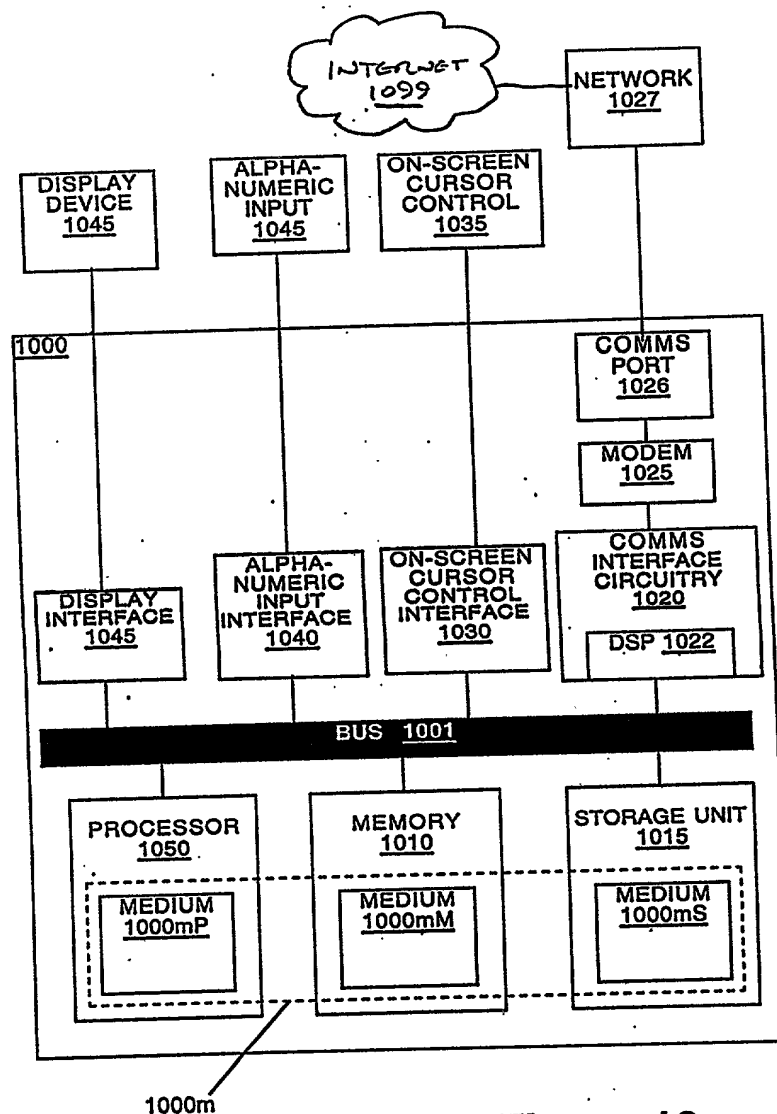 INTERNET
1099
NETWORK
1027
DISPLAY
DEVICE
1045
ALPHA-
NUMERIC
INPUT
1045
ON-SCREEN
CURSOR
CONTROL
1035
1000
COMMS
PORT
1026
MODEM
1025
DISPLAY
INTERFACE
1045
ALPHA-
NUMERIC
INPUT
INTERFACE
1040
ON-SCREEN
CURSOR
CONTROL
INTERFACE
1030
COMMS
INTERFACE
CIRCUITRY
1020
DSP 1022
BUS 1001
PROCESSOR
1050
MEMORY
1010
STORAGE UNIT
1015
MEDIUM
1000mP
MEDIUM
1000mM
MEDIUM
1000mS
1000m